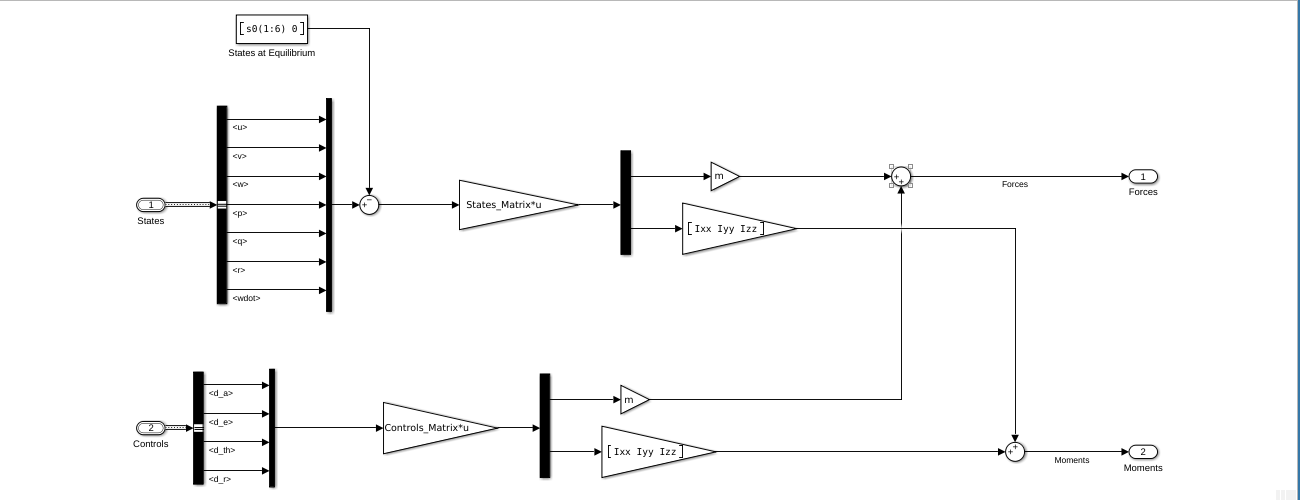 [ s0(1:6) 0 ]
States at Equilibrium
<u>
<v>
<w>
<p>
<q>
<r>
<wdot>
1
States
+ −
States_Matrix*u
m
[ Ixx Iyy Izz ]
+ +
Forces
1
Forces
<d_a>
<d_e>
<d_th>
<d_r>
2
Controls
Controls_Matrix*u
m
[ Ixx Iyy Izz ]
+ +
Moments
2
Moments